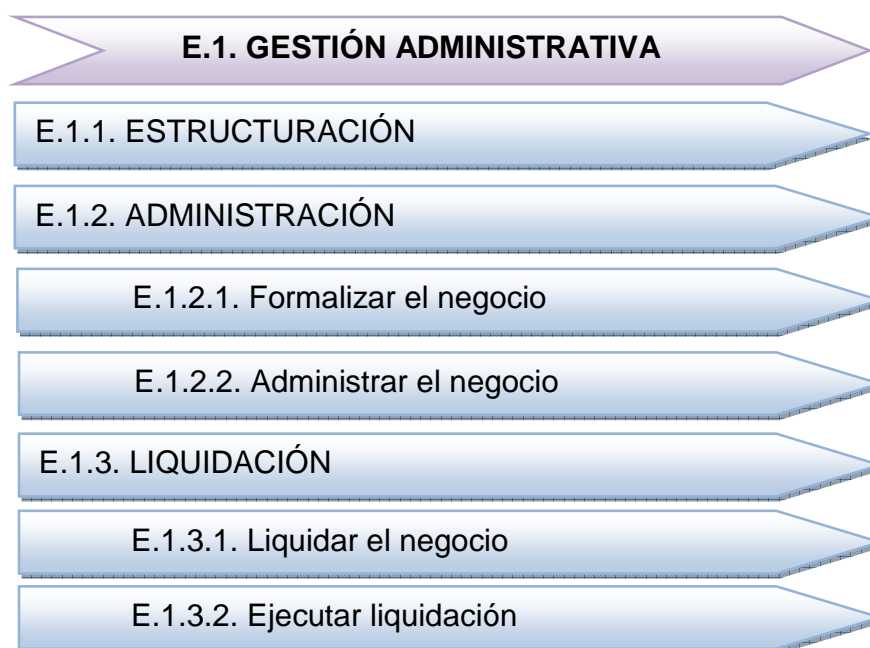 E.1. GESTIÓN ADMINISTRATIVA
E.1.1. ESTRUCTURACIÓN
E.1.2. ADMINISTRACIÓN
E.1.2.1. Formalizar el negocio
E.1.2.2. Administrar el negocio
E.1.3. LIQUIDACIÓN
E.1.3.1. Liquidar el negocio
E.1.3.2. Ejecutar liquidación